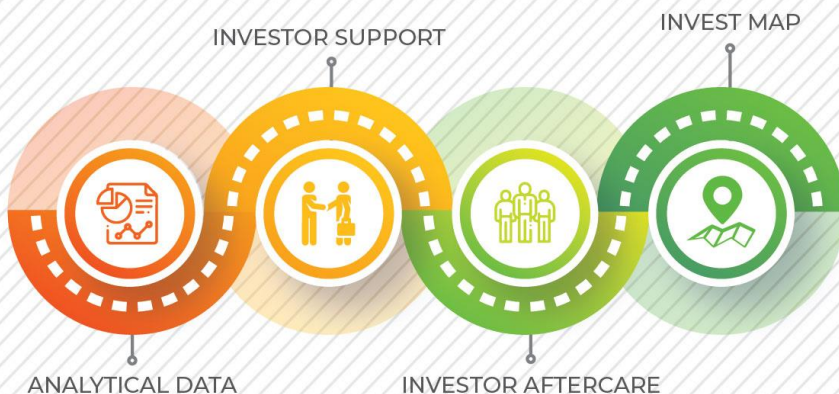 INVESTOR SUPPORT
INVEST MAP
ANALYTICAL DATA
INVESTOR AFTERCARE